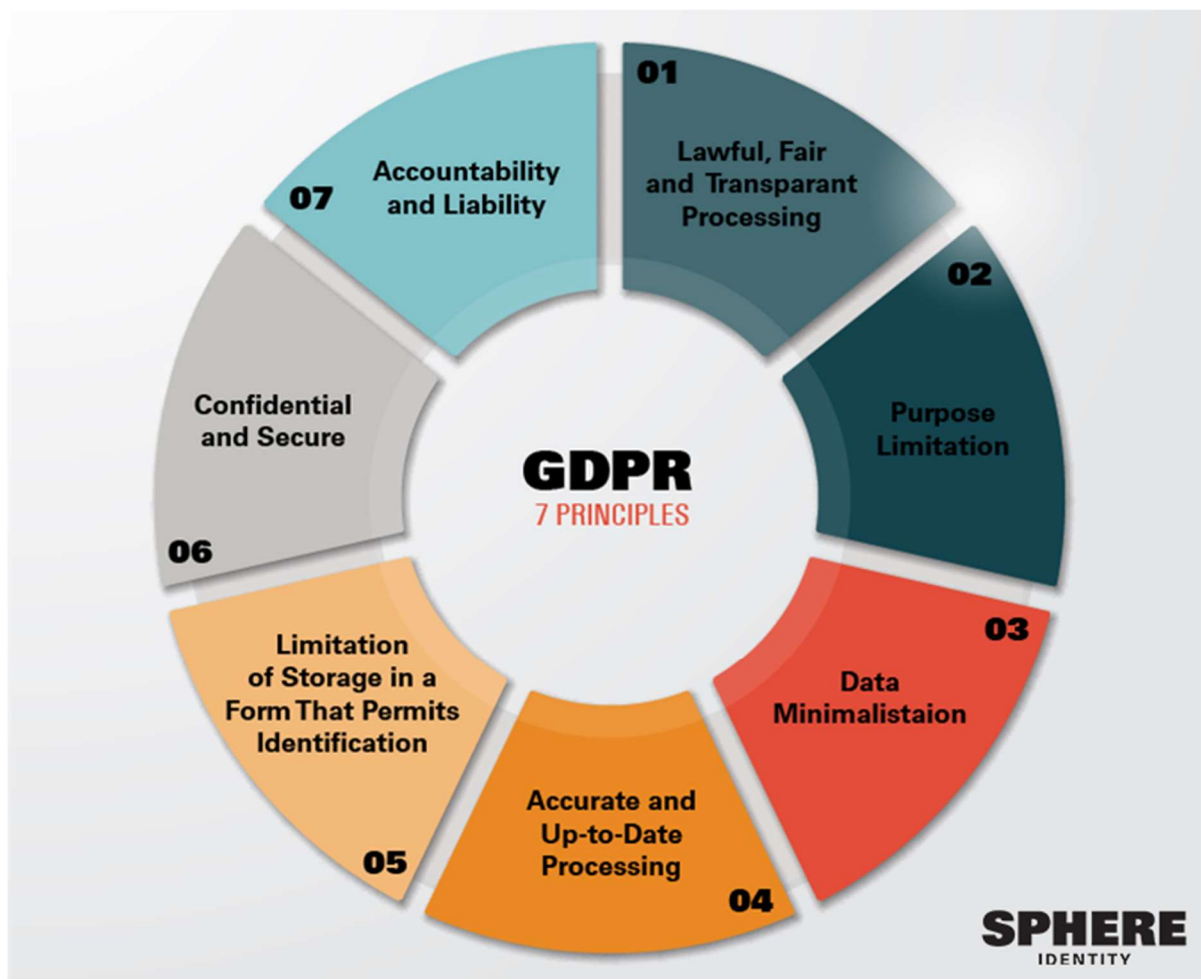 01
Lawful, Fair
and Transparant
Processing
02
Purpose
Limitation
03
Data
Minimalistaion
Accurate and
Up-to-Date
Processing
04
Limitation
of Storage in a
Form That Permits
Identification
05
Confidential
and Secure
06
07
Accountability
and Liability
GDPR
7 PRINCIPLES
SPHERE
IDENTITY